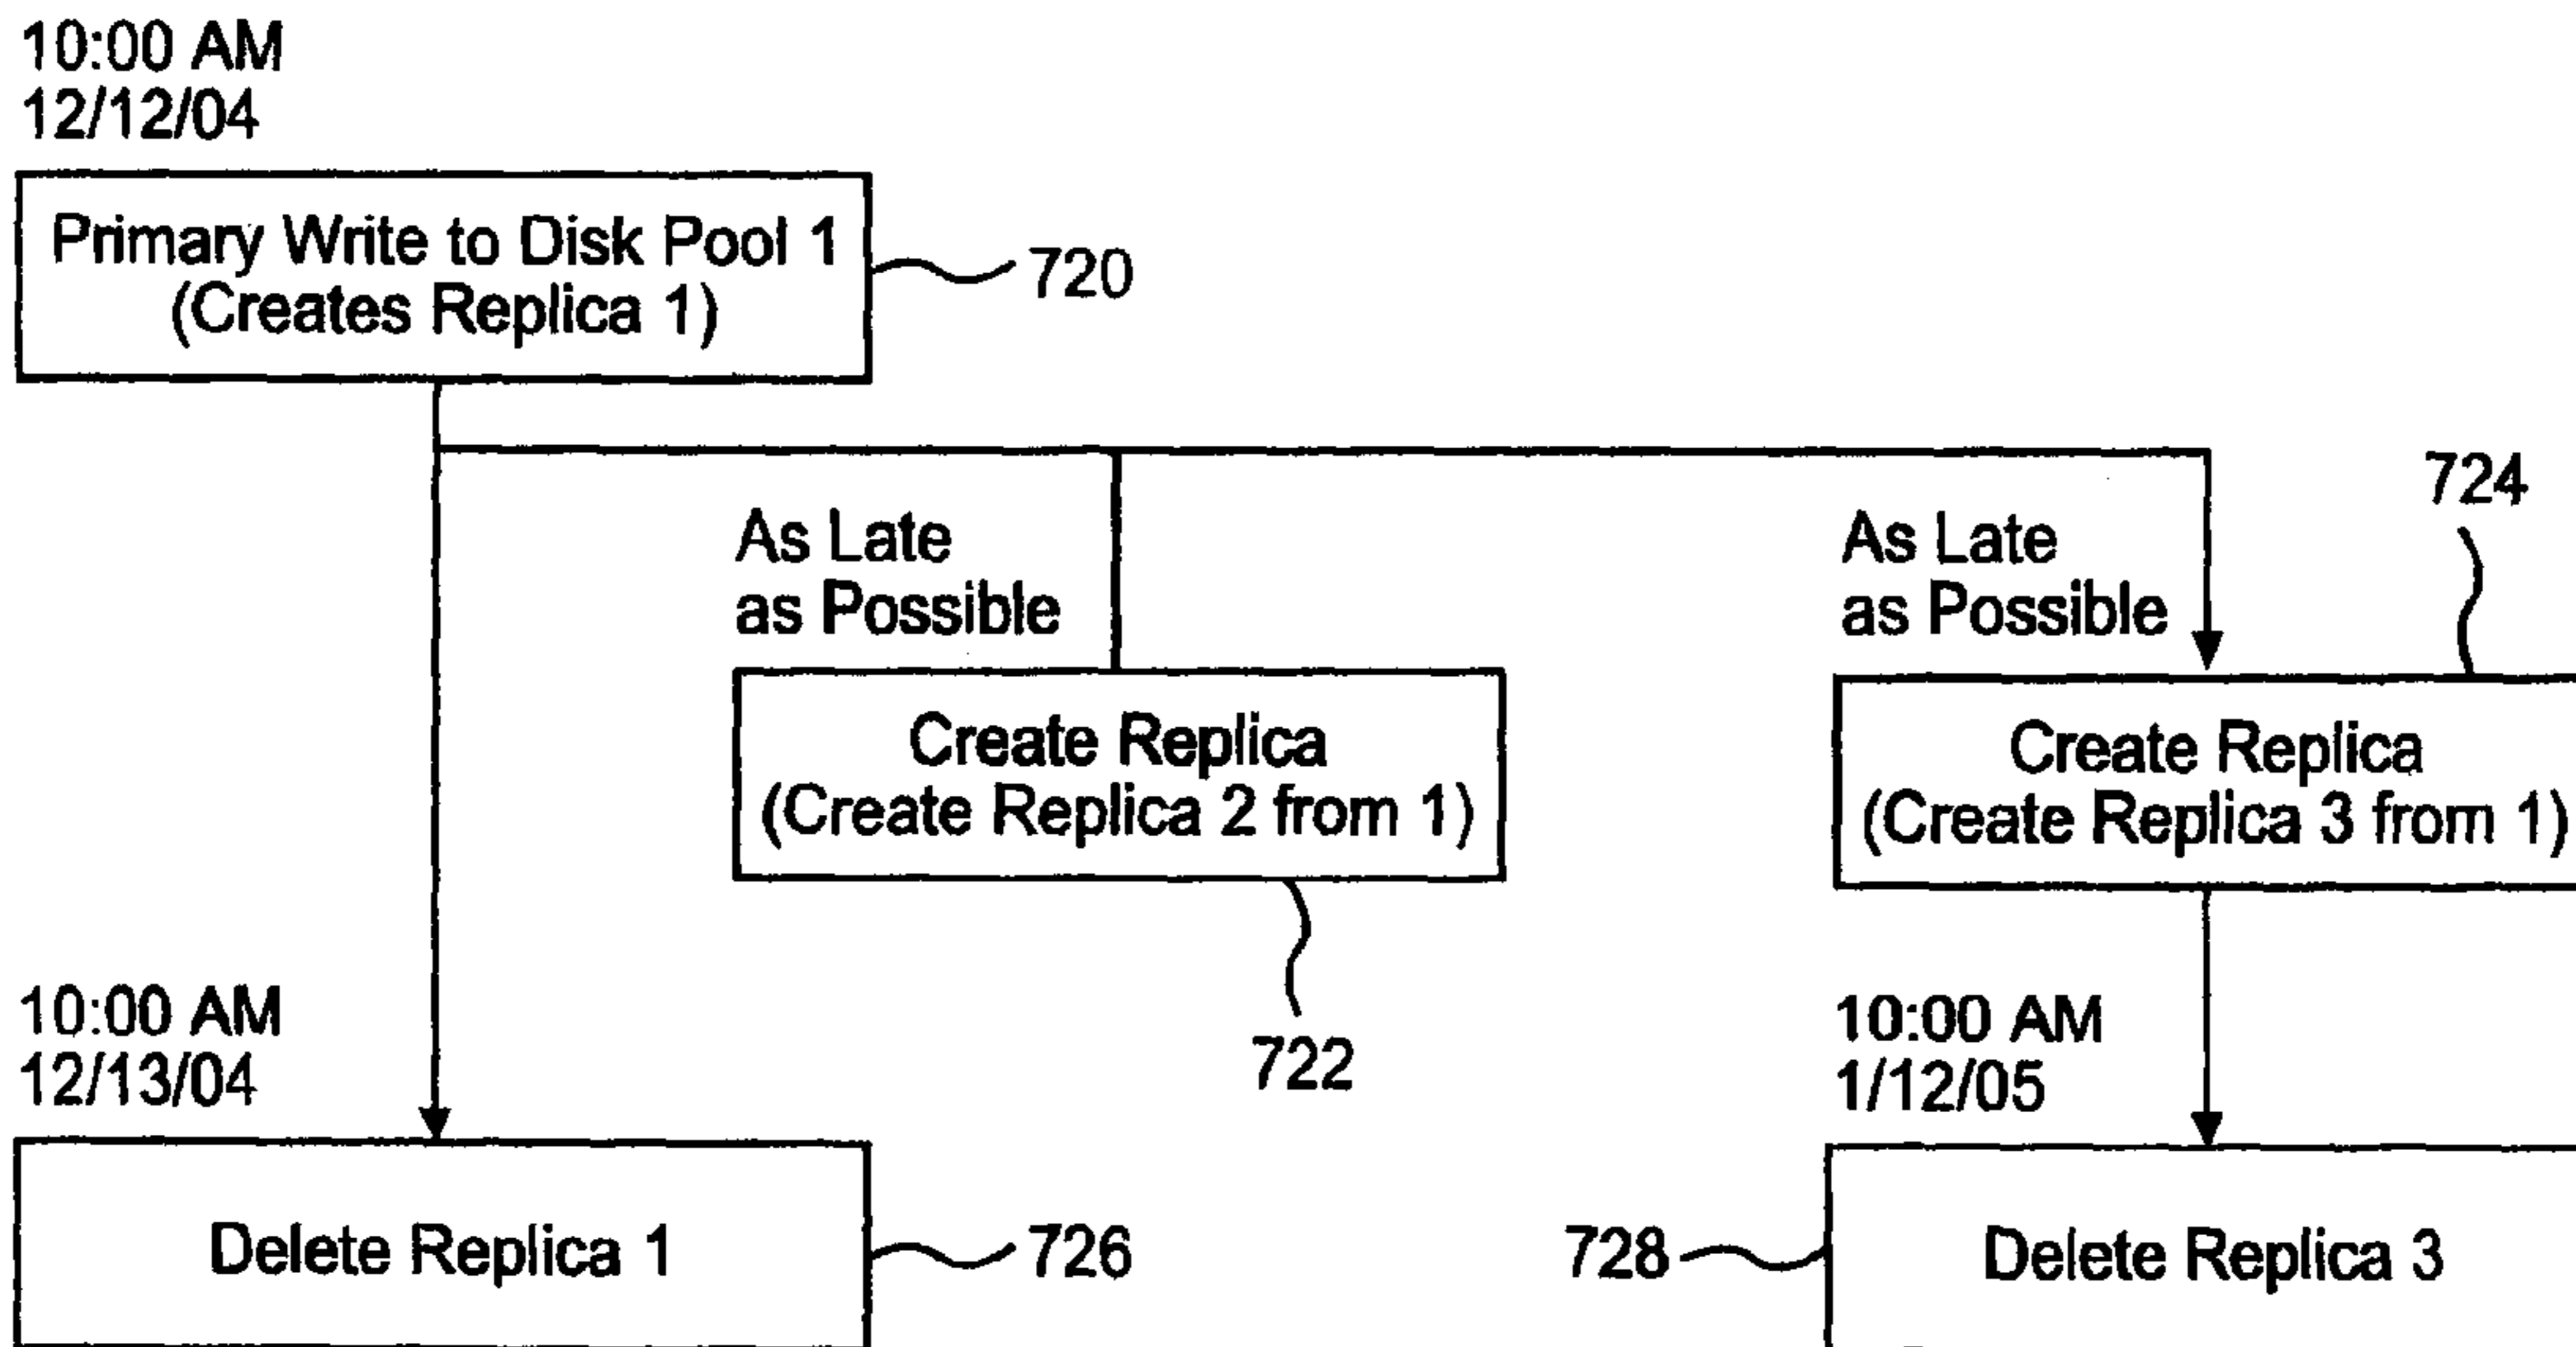 10:00 AM
12/12/04
Primary Write to Disk Pool 1
(Creates Replica 1)
720
As Late
as Possible
As Late
as Possible
724
Create Replica
(Create Replica 2 from 1)
722
Create Replica
(Create Replica 3 from 1)
10:00 AM
12/13/04
10:00 AM
1/12/05
Delete Replica 1
726
728
Delete Replica 3